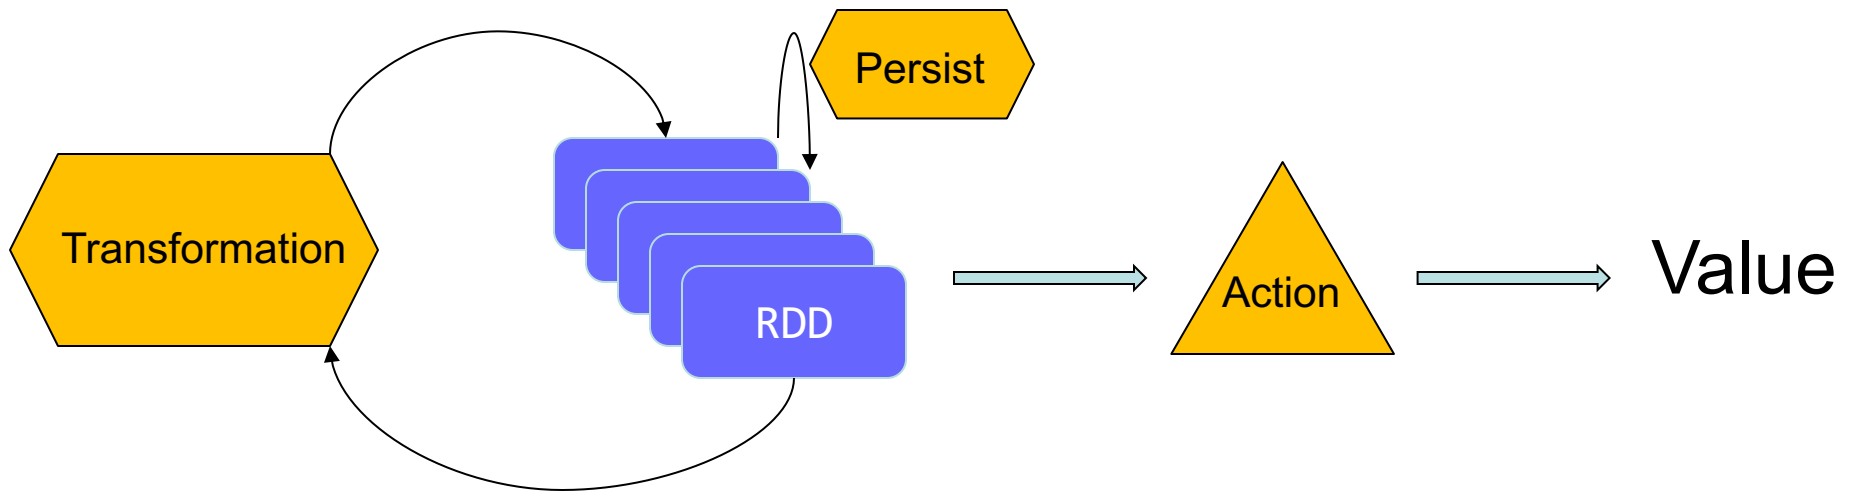 Persist
Transformation
RDD
Action
Value